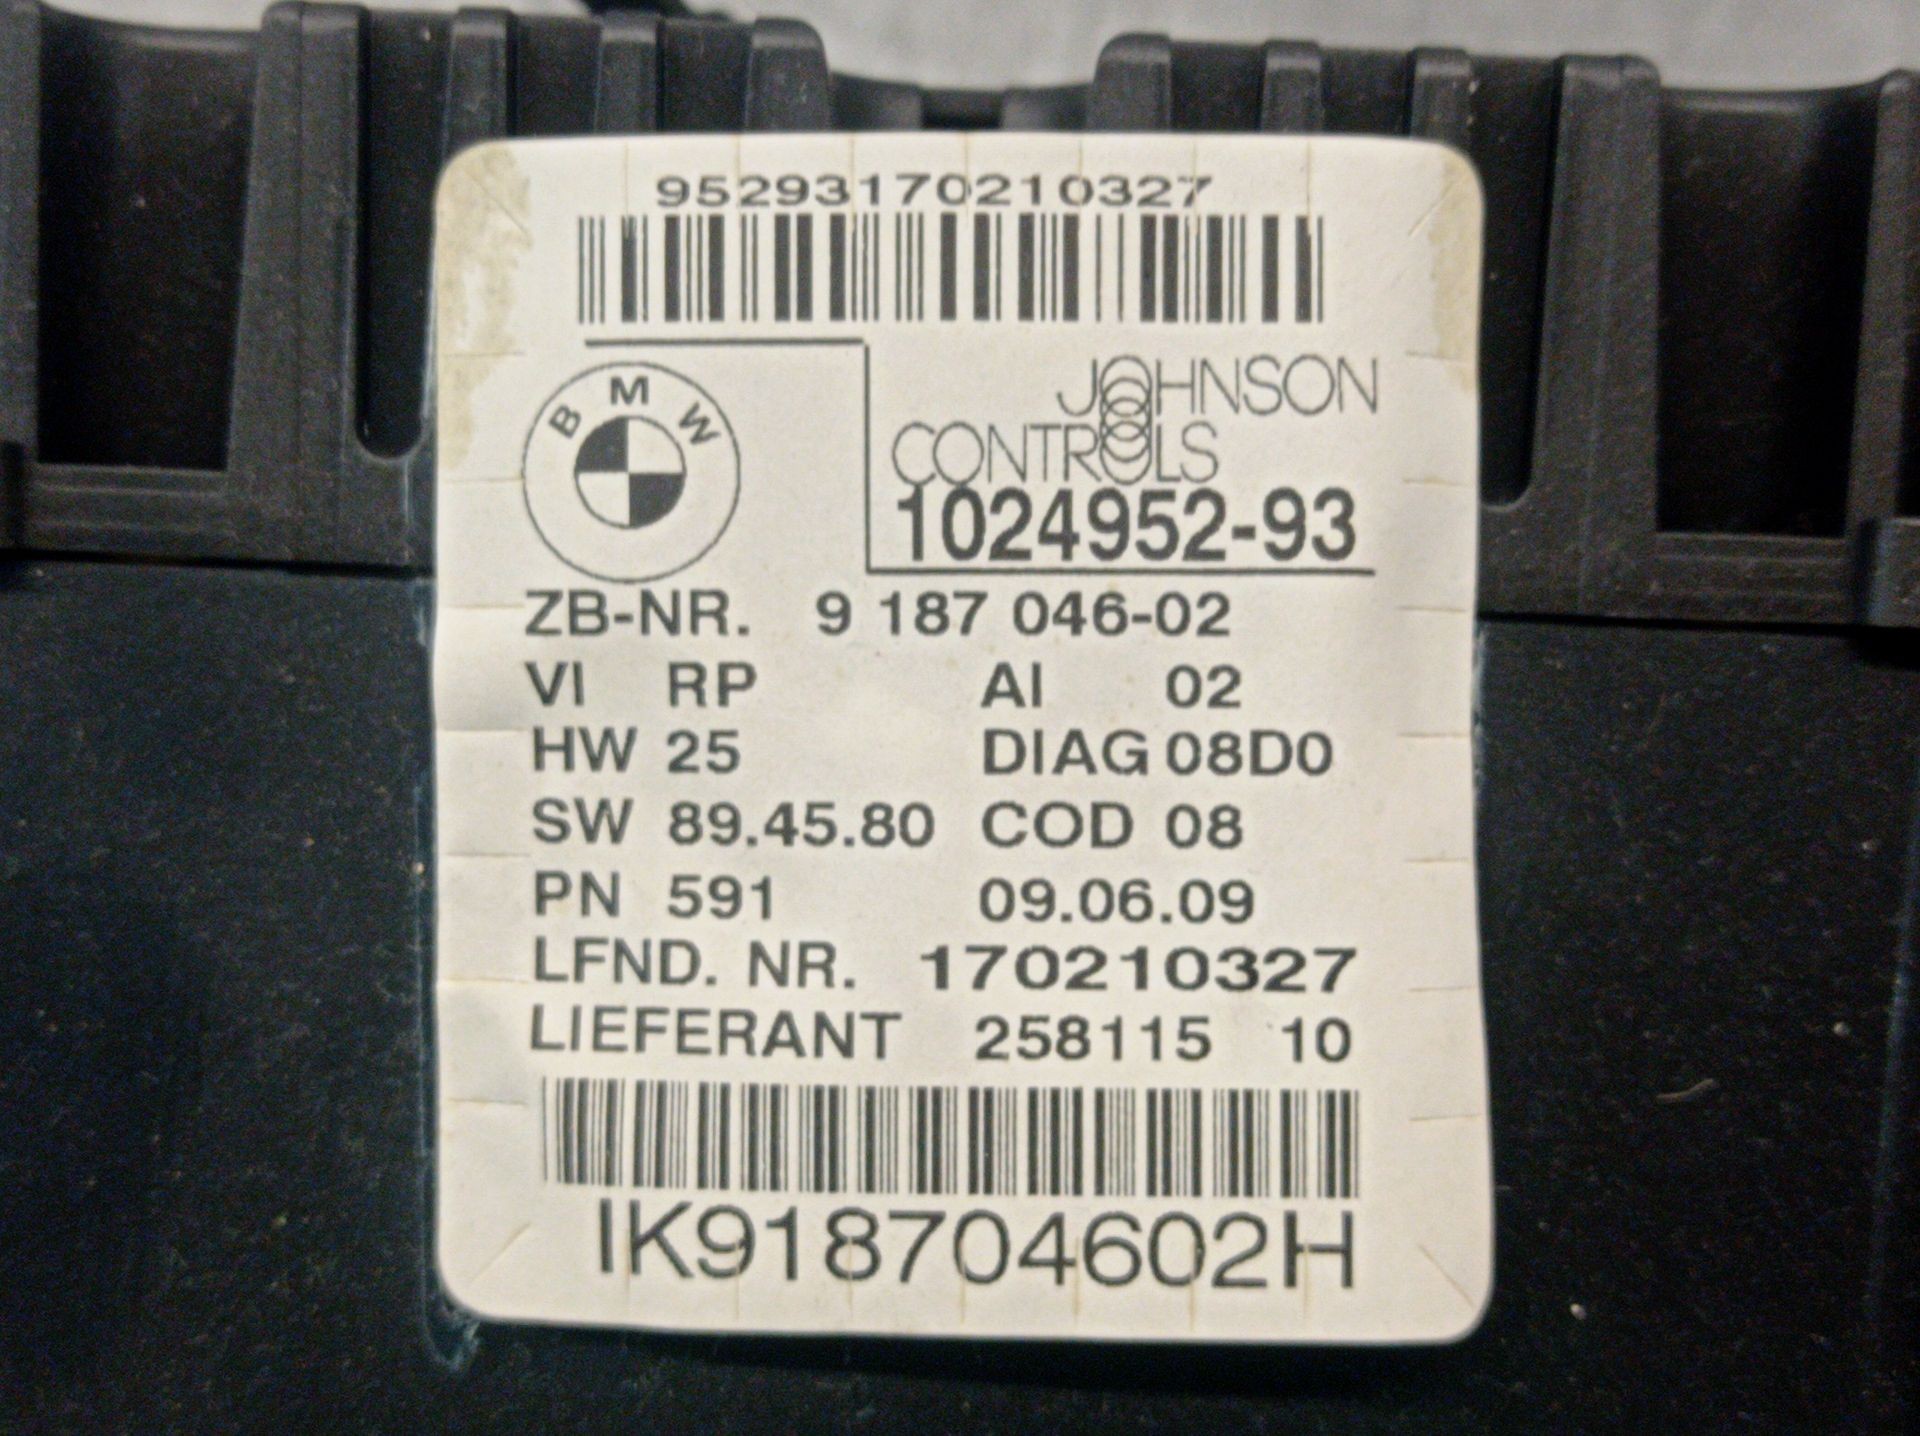 95293170210327
BMW
JOHNSON
CONTROLS
1024952-93
ZB-NR. 9 187 046-02
VI RP AI 02
HW 25 DIAG 08D0
SW 89.45.80 COD 08
PN 591 09.06.09
LFND. NR. 170210327
LIEFERANT 258115 10
IK918704602H